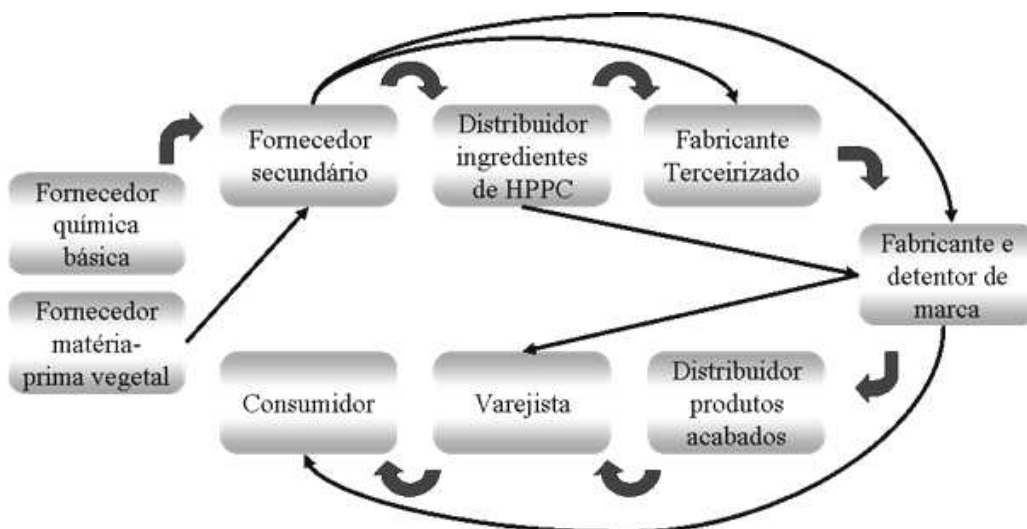 Fornecedor
secundário
Distribuidor
ingredientes
de HPPC
Fabricante
Terceirizado
Fornecedor
química
básica
Fabricante e
detentor de
marca
Fornecedor
matéria-
prima vegetal
Consumidor
Varejista
Distribuidor
produtos
acabados